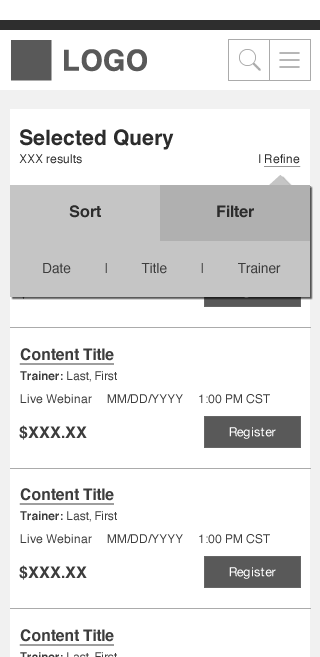 LOGO
Selected Query
XXX results | Refine
Sort Filter
Date | Title | Trainer
Content Title
Trainer: Last, First
Live Webinar MM/DD/YYYY 1:00 PM CST
$XXX.XX Register
Content Title
Trainer: Last, First
Live Webinar MM/DD/YYYY 1:00 PM CST
$XXX.XX Register
Content Title
Trainer: Last, First